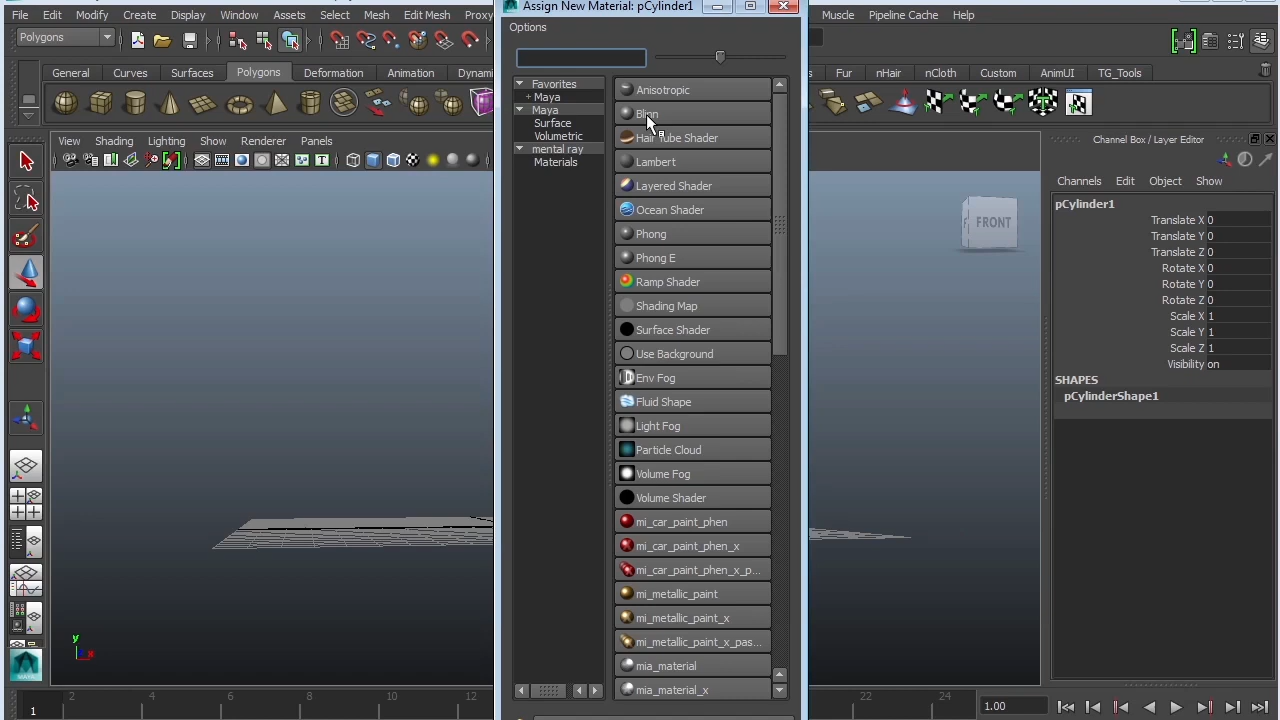 Assign New Material: pCylinder1
File Edit Modify Create Display Window Assets Select Mesh Edit Mesh Proxy
Muscle Pipeline Cache Help
Options
Polygons
General Curves Surfaces Polygons Deformation Animation Dynam
Fur nHair nCloth Custom AnimUI TG_Tools
View Shading Lighting Show Renderer Panels
Channel Box / Layer Editor
Channels Edit Object Show
Favorites
+ Maya
Maya
Surface
Volumetric
mental ray
Materials
Anisotropic
Blinn
Hair Tube Shader
Lambert
Layered Shader
Ocean Shader
Phong
Phong E
Ramp Shader
Shading Map
Surface Shader
Use Background
Env Fog
Fluid Shape
Light Fog
Particle Cloud
Volume Fog
Volume Shader
mi_car_paint_phen
mi_car_paint_phen_x
mi_car_paint_phen_x_p...
mi_metallic_paint
mi_metallic_paint_x
mi_metallic_paint_x_pas...
mia_material
mia_material_x
FRONT
pCylinder1
Translate X 0
Translate Y 0
Translate Z 0
Rotate X 0
Rotate Y 0
Rotate Z 0
Scale X 1
Scale Y 1
Scale Z 1
Visibility on
SHAPES
pCylinderShape1
y
x
2 4 6 8 10 12 22 24
1
1.00